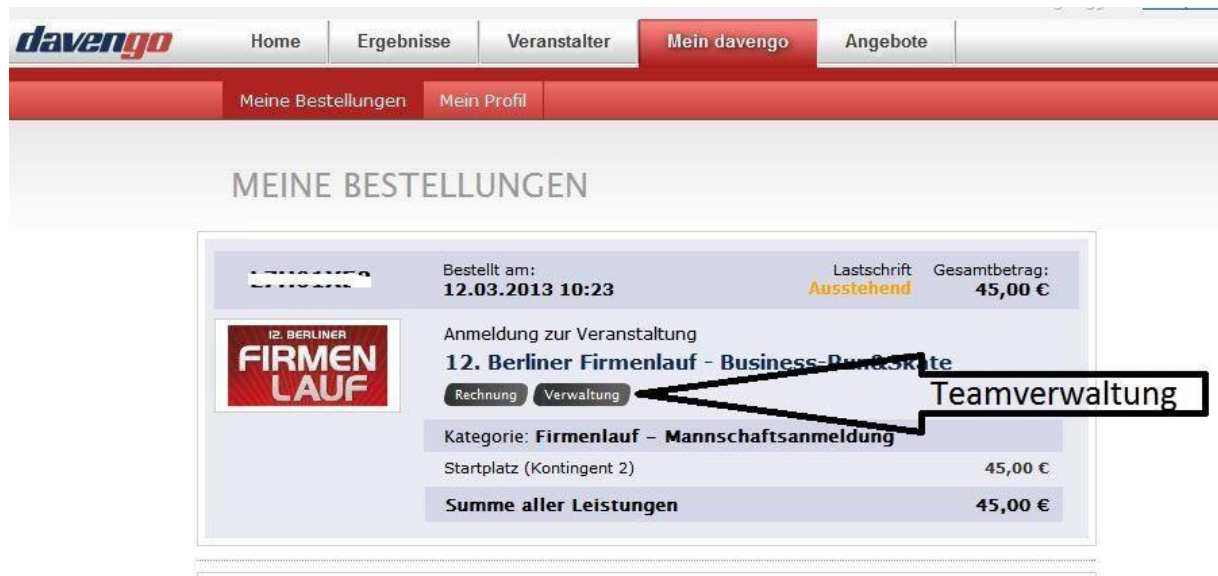 davengo
Home Ergebnisse Veranstalter Mein davengo Angebote
Meine Bestellungen Mein Profil
MEINE BESTELLUNGEN
Bestellt am: Lastschrift Gesamtbetrag:
12.03.2013 10:23 Ausstehend 45,00 €
12. BERLINER
FIRMEN
LAUF
Anmeldung zur Veranstaltung
12. Berliner Firmenlauf - Business-Run&Skate
Rechnung Verwaltung
Teamverwaltung
Kategorie: Firmenlauf – Mannschaftsanmeldung
Startplatz (Kontingent 2) 45,00 €
Summe aller Leistungen 45,00 €